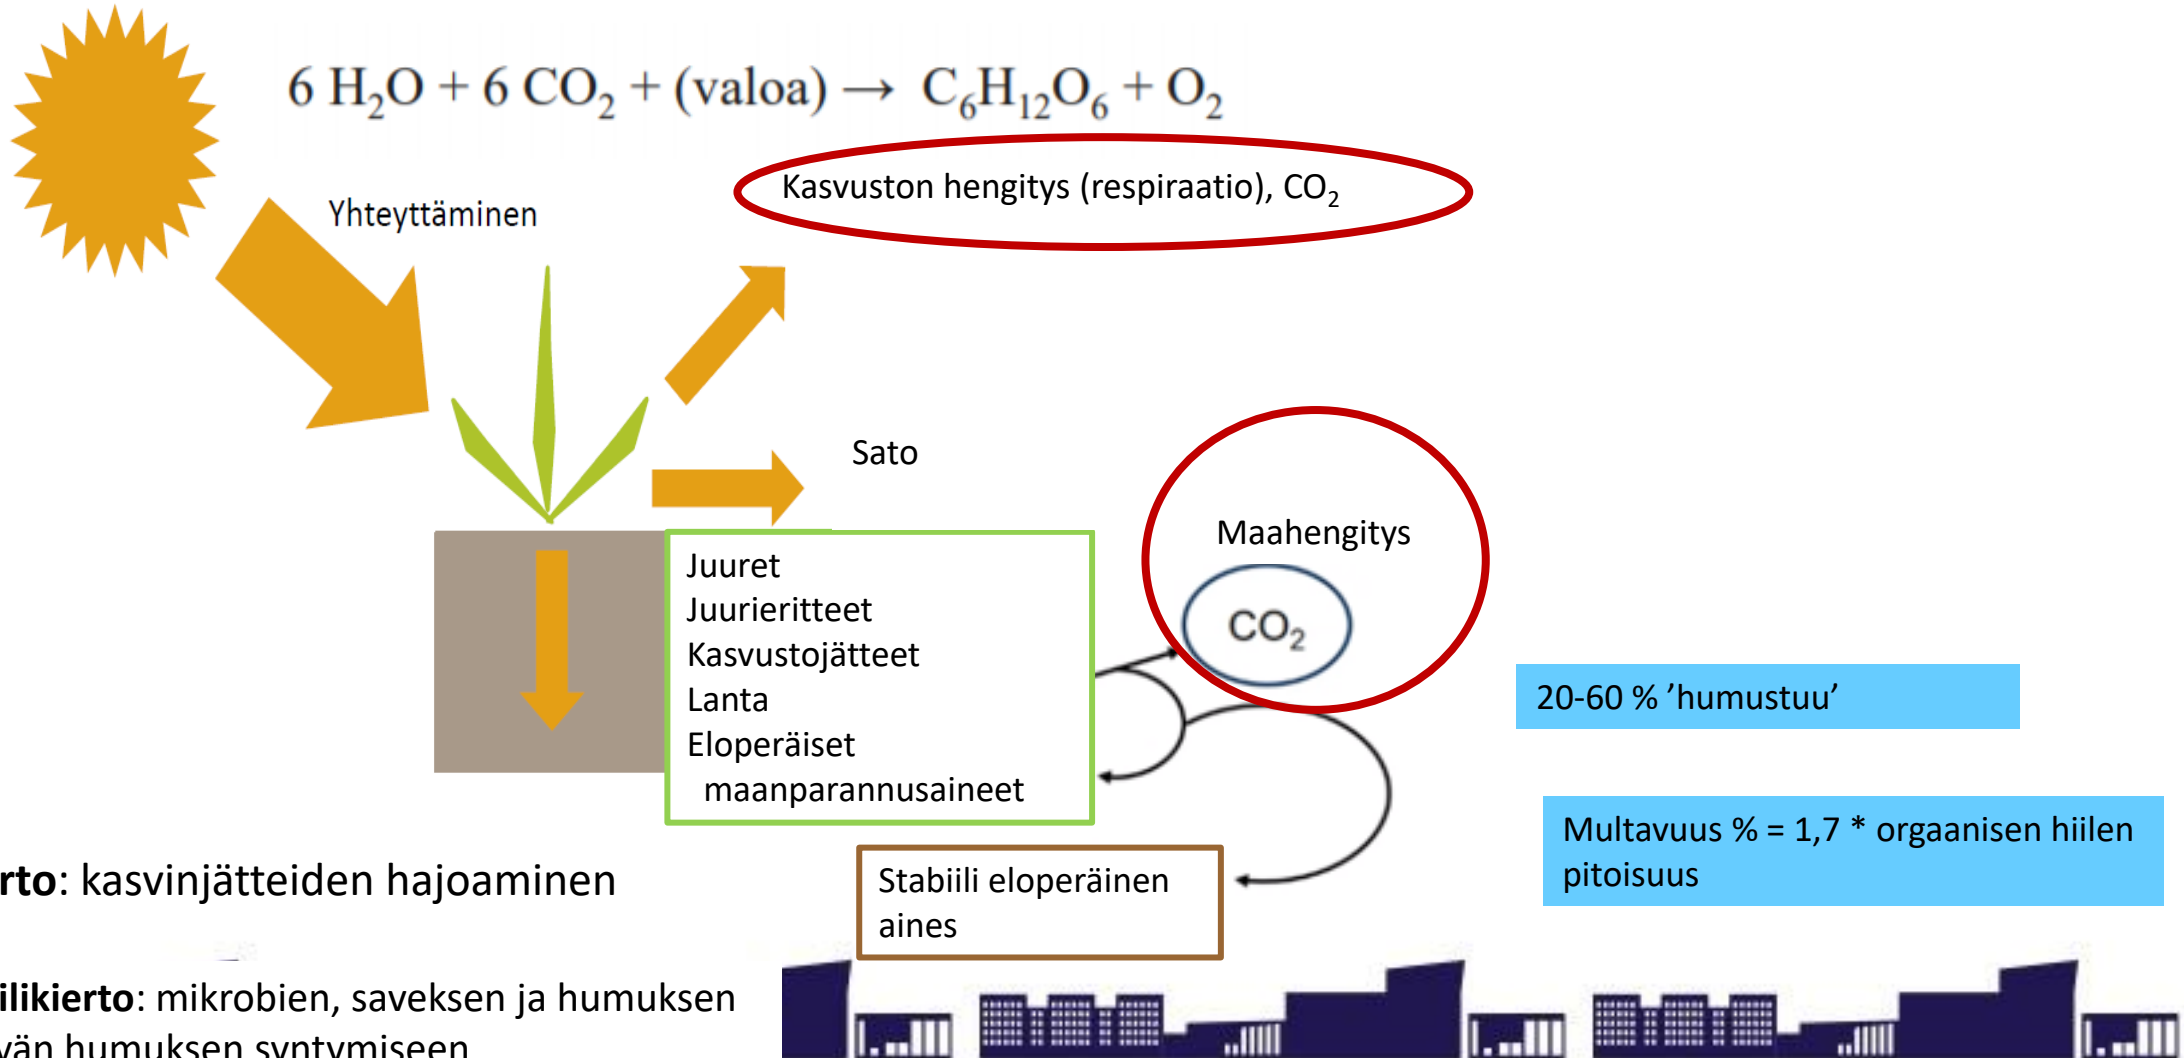 6 H₂O + 6 CO₂ + (valoa) → C₆H₁₂O₆ + O₂
Kasvuston hengitys (respiraatio), CO₂
Yhteyttäminen
Sato
Maahengitys
CO₂
Juuret
Juurieritteet
Kasvustojätteet
Lanta
Eloperäiset
maanparannusaineet
20-60 % ’humustuu’
Multavuus % = 1,7 * orgaanisen hiilen
pitoisuus
Stabiili eloperäinen
aines
rto: kasvinjätteiden hajoaminen
ilikierto: mikrobien, saveksen ja humuksen
vän humuksen syntymiseen